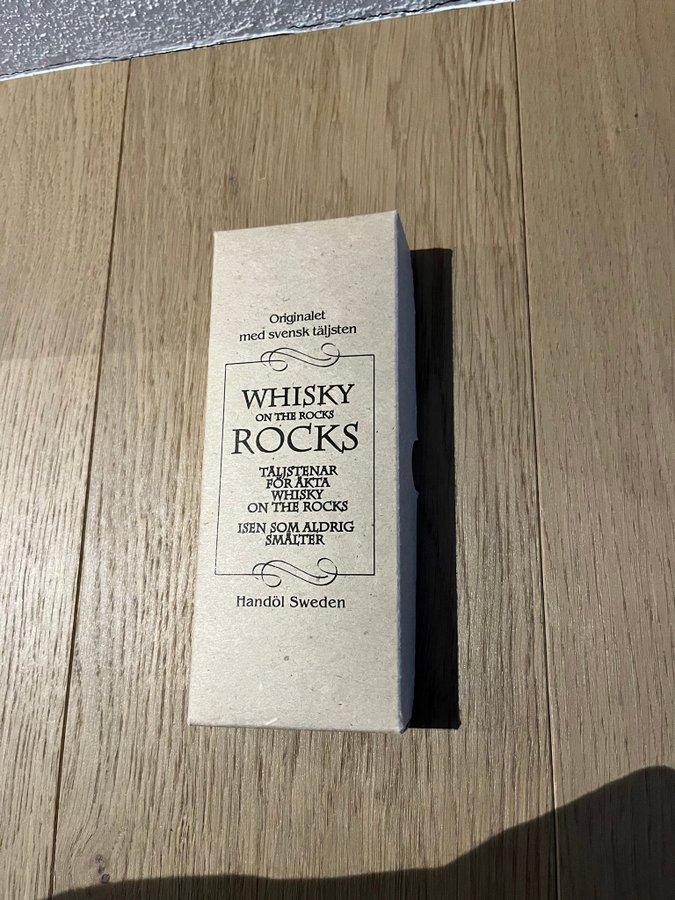 Originalet
med svensk täljsten
WHISKY
ON THE ROCKS
ROCKS
TÄLJSTENAR
FÖR ÄKTA
WHISKY
ON THE ROCKS
ISEN SOM ALDRIG
SMÄLTER
Handöl Sweden